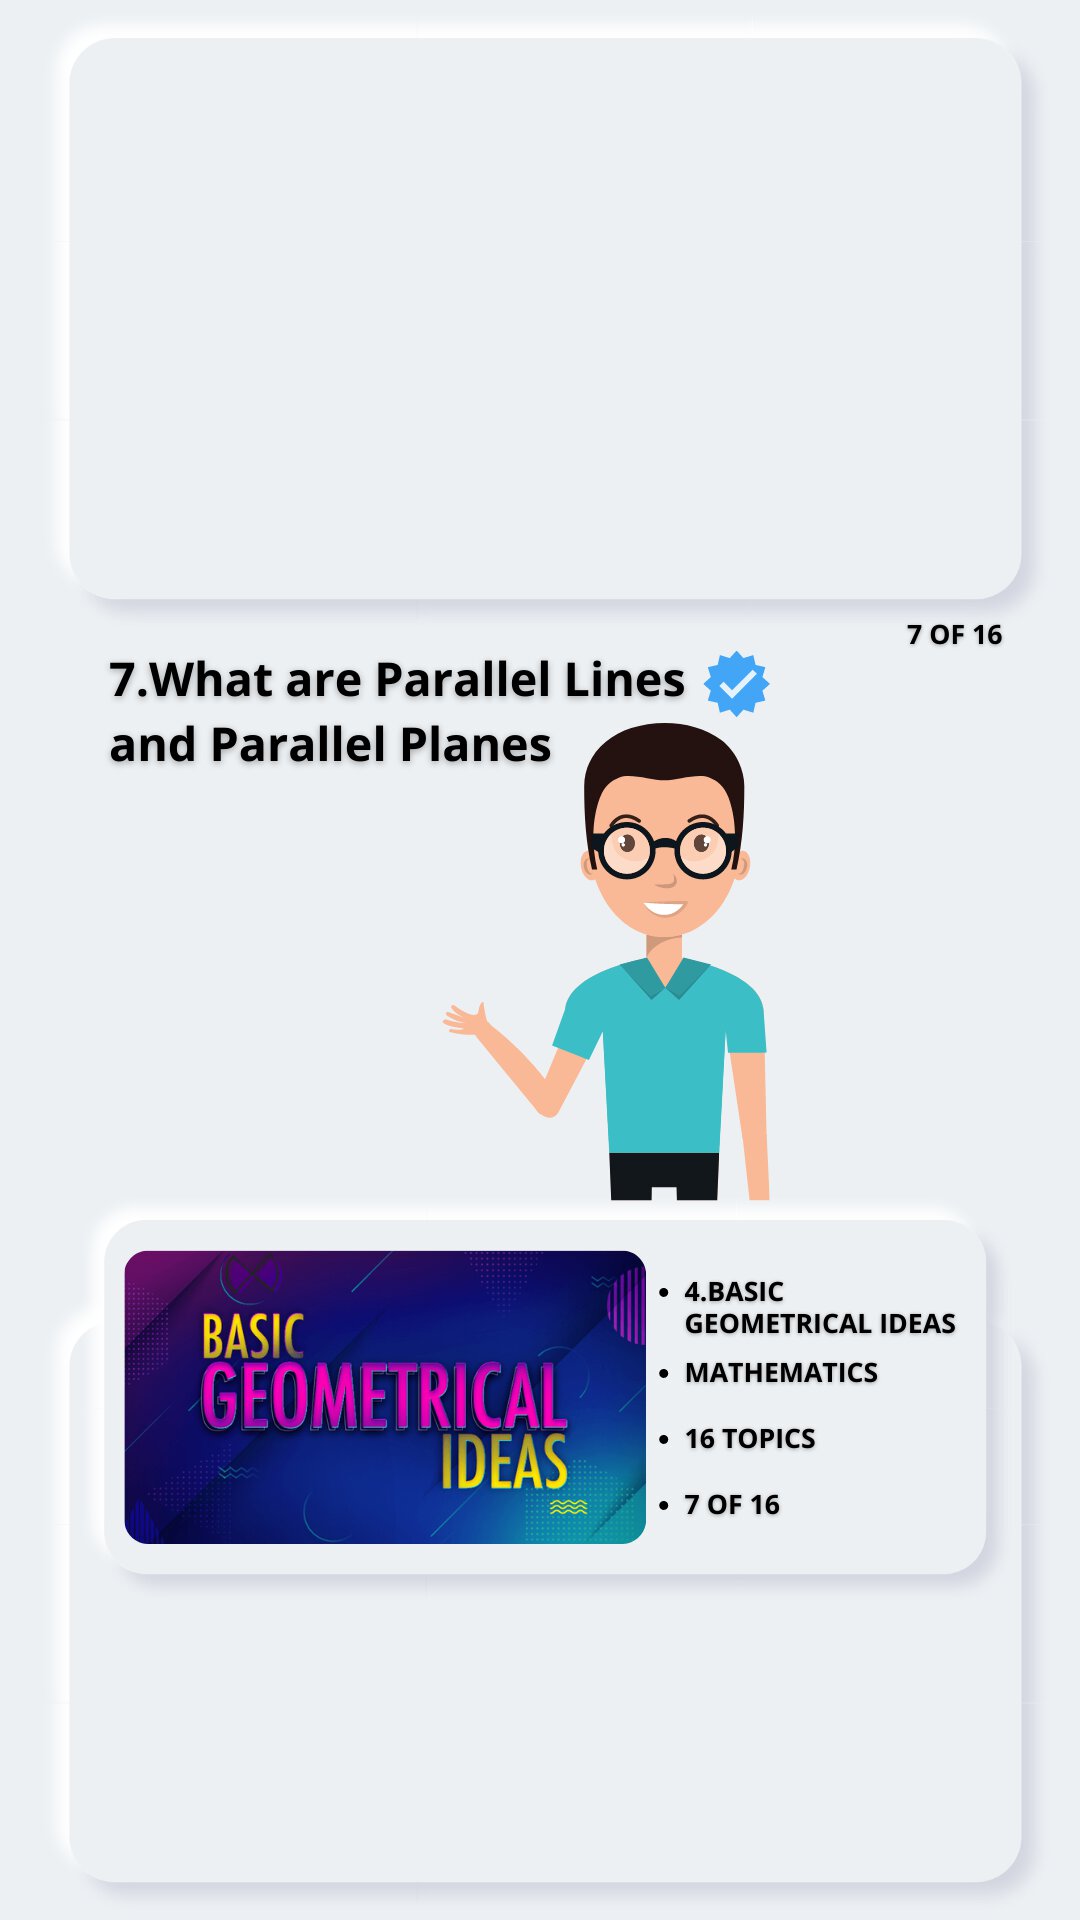 7 OF 16
7.What are Parallel Lines
and Parallel Planes
BASIC
GEOMETRICAL
IDEAS
4.BASIC
GEOMETRICAL IDEAS
MATHEMATICS
16 TOPICS
7 OF 16